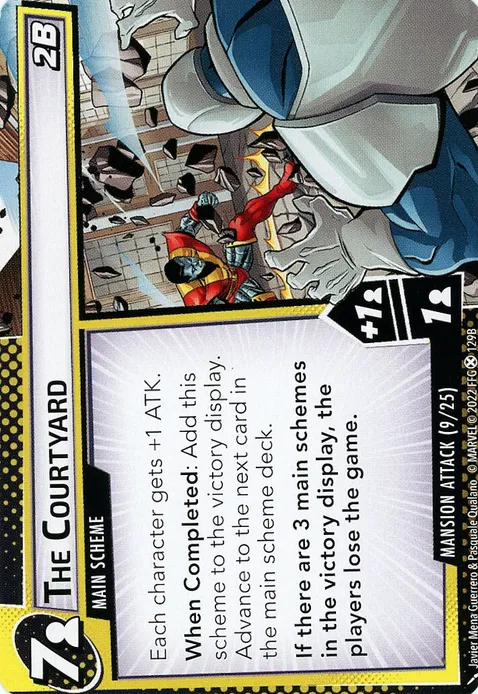 THE COURTYARD
2B
7
MAIN SCHEME
Each character gets +1 ATK.
When Completed: Add this
scheme to the victory display.
Advance to the next card in
the main scheme deck.
If there are 3 main schemes
in the victory display, the
players lose the game.
+1
1
MANSION ATTACK (9/25)
Javier Mena Guerrero & Pasquale Qualano © MARVEL © 2022 FFG 129B